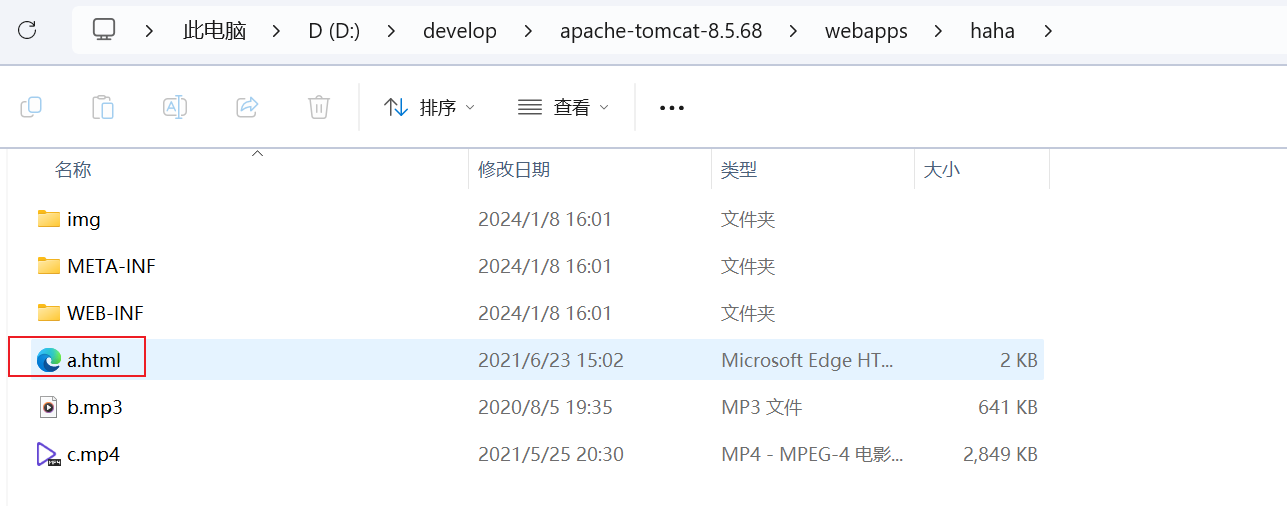 此电脑 D (D:) develop apache-tomcat-8.5.68 webapps haha
排序 查看
名称 修改日期 类型 大小
img 2024/1/8 16:01 文件夹
META-INF 2024/1/8 16:01 文件夹
WEB-INF 2024/1/8 16:01 文件夹
a.html 2021/6/23 15:02 Microsoft Edge HT... 2 KB
b.mp3 2020/8/5 19:35 MP3 文件 641 KB
c.mp4 2021/5/25 20:30 MP4 - MPEG-4 电影... 2,849 KB